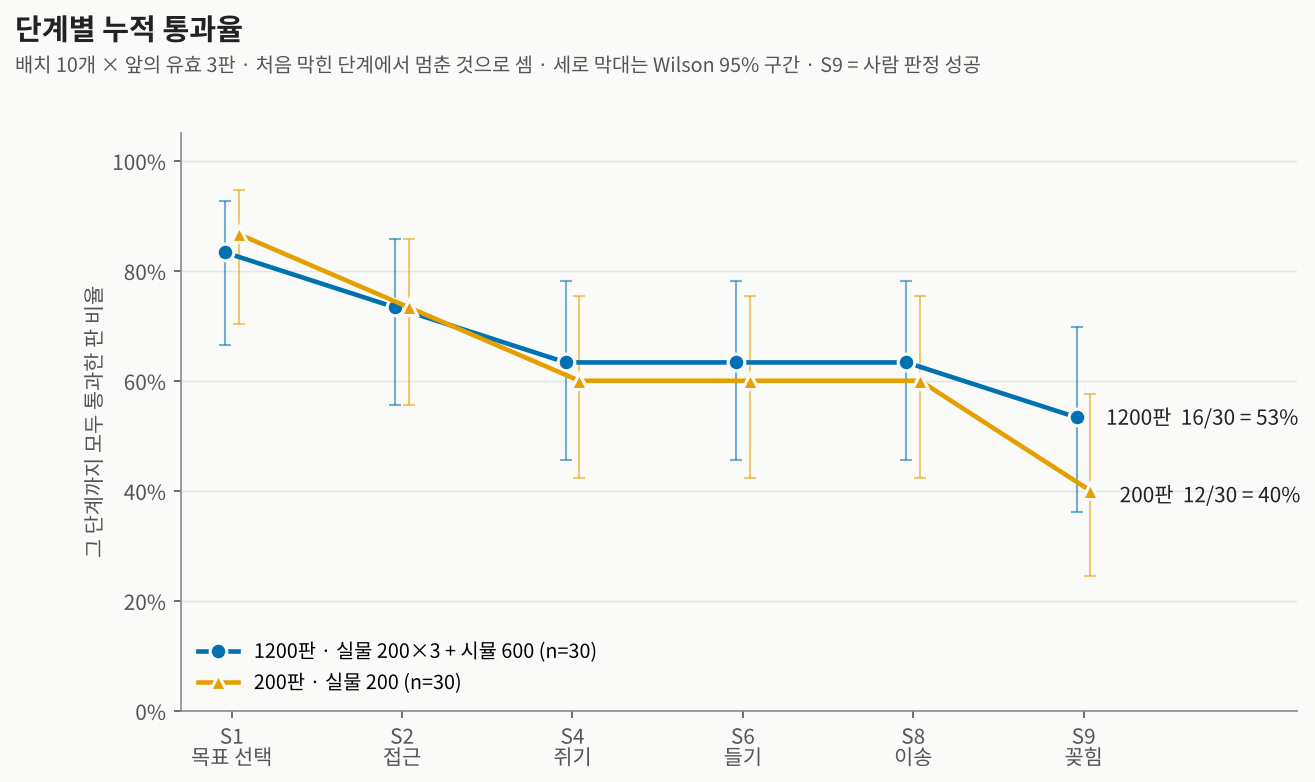 단계별 누적 통과율
배치 10개 × 앞의 유효 3판 · 처음 막힌 단계에서 멈춘 것으로 셈 · 세로 막대는 Wilson 95% 구간 · S9 = 사람 판정 성공
그 단계까지 모두 통과한 판 비율
100%
80%
60%
40%
20%
0%
1200판 16/30 = 53%
200판 12/30 = 40%
1200판 · 실물 200×3 + 시뮬 600 (n=30)
200판 · 실물 200 (n=30)
S1
목표 선택
S2
접근
S4
쥐기
S6
들기
S8
이송
S9
꽂힘